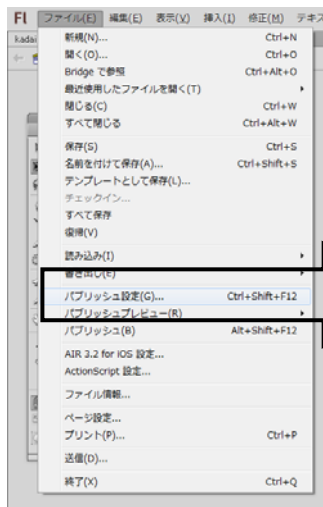 Fl ファイル(F) 編集(E) 表示(V) 挿入(I) 修正(M) テキス
kadai
新規(N)... Ctrl+N
開く(O)... Ctrl+O
Bridge で参照 Ctrl+Alt+O
最近使用したファイルを開く(T)
閉じる(C) Ctrl+W
すべて閉じる Ctrl+Alt+W
保存(S) Ctrl+S
名前を付けて保存(A)... Ctrl+Shift+S
テンプレートとして保存(L)...
チェックイン...
すべて保存
復帰(V)
読み込み(I)
書き出し(E)
パブリッシュ設定(G)... Ctrl+Shift+F12
パブリッシュプレビュー(R)
パブリッシュ(B) Alt+Shift+F12
AIR 3.2 for iOS 設定...
ActionScript 設定...
ファイル情報...
ページ設定...
プリント(P)... Ctrl+P
送信(D)...
終了(X) Ctrl+Q